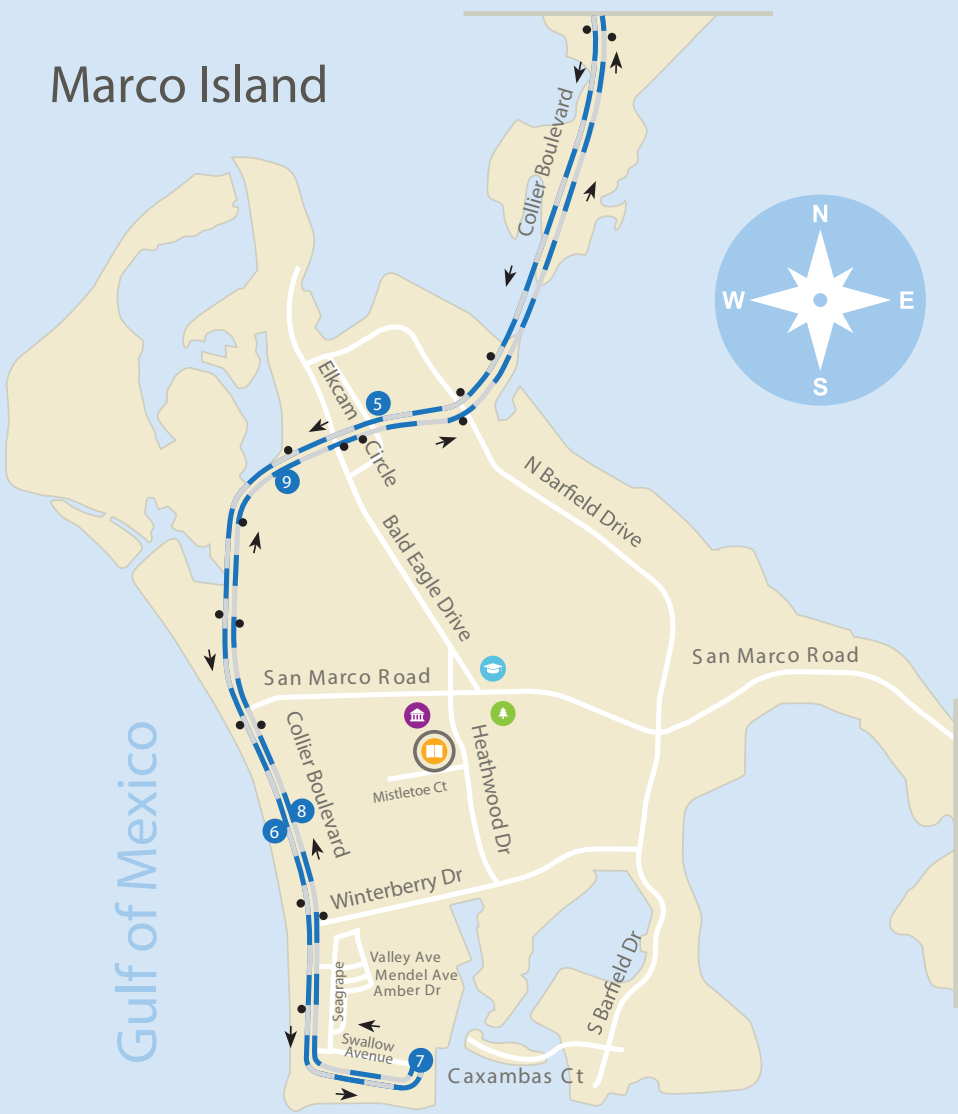 Marco Island
Collier Boulevard
N
W
E
S
Elkcam
Circle
5
9
N Barfield Drive
Bald Eagle Drive
San Marco Road
San Marco Road
Collier Boulevard
Heathwood Dr
Mistletoe Ct
8
6
Gulf of Mexico
Winterberry Dr
Valley Ave
Mendel Ave
Amber Dr
Seagrape
S Barfield Dr
Swallow
Avenue
7
Caxambas Ct